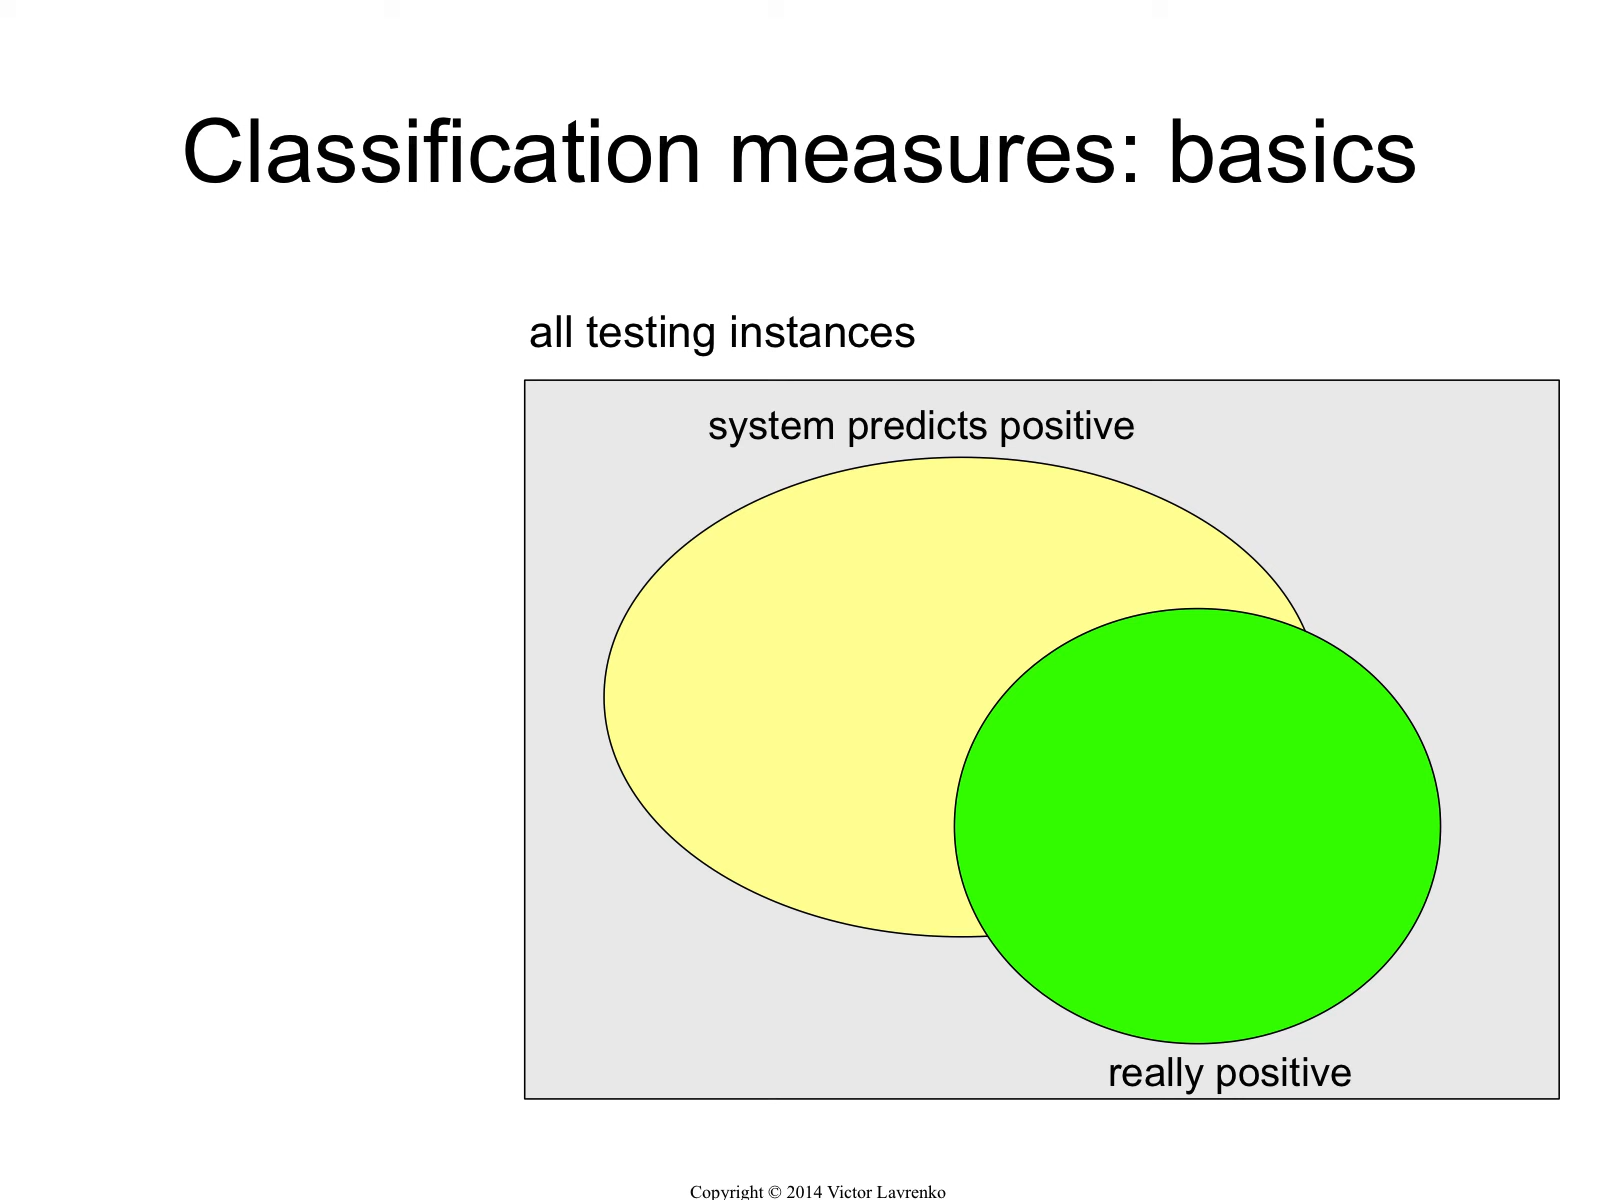 Classification measures: basics
all testing instances
system predicts positive
really positive
Copyright © 2014 Victor Lavrenko